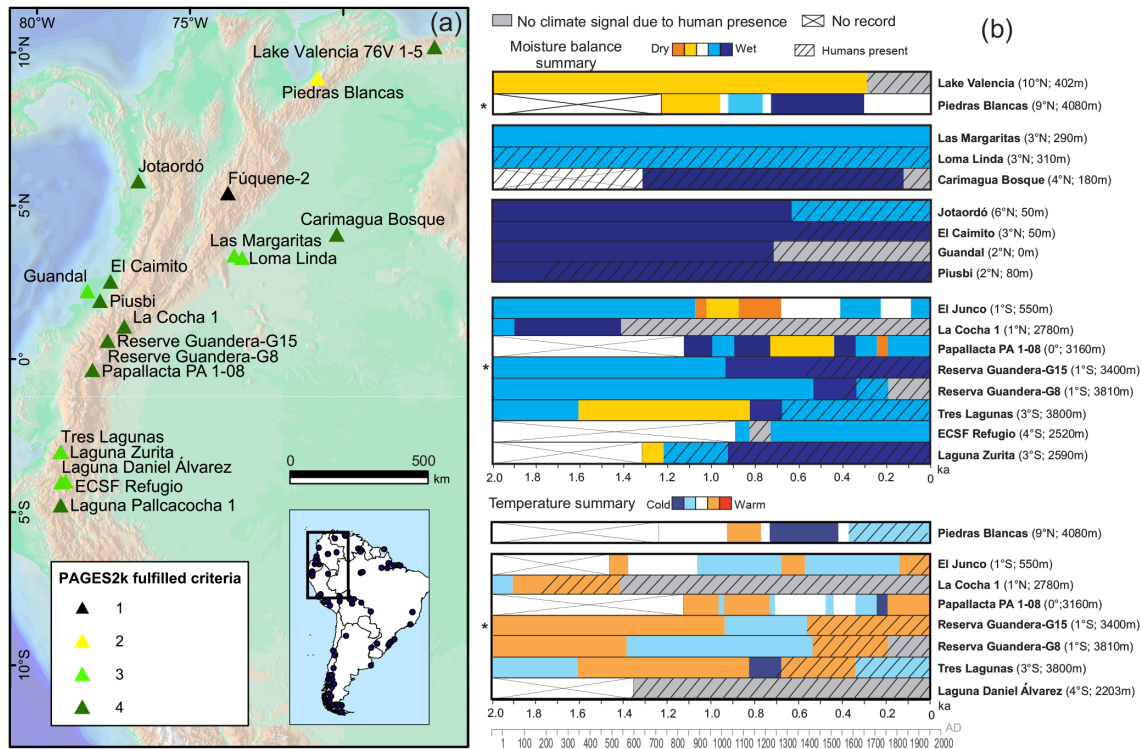 80°W
75°W
(a)
10°N
5°N
0°
5°S
10°S
Lake Valencia 76V 1-5
Piedras Blancas
Jotaordó
Fúquene-2
Carimagua Bosque
Las Margaritas
Loma Linda
Guandal
El Caimito
Piusbi
La Cocha 1
Reserve Guandera-G15
Reserve Guandera-G8
Papallacta PA 1-08
Tres Lagunas
Laguna Zurita
Laguna Daniel Álvarez
ECSF Refugio
Laguna Pallcacocha 1
0 500
km
PAGES2k fulfilled criteria
1
2
3
4
No climate signal due to human presence
No record
(b)
Moisture balance
summary
Dry Wet
Humans present
Lake Valencia (10°N; 402m)
* Piedras Blancas (9°N; 4080m)
Las Margaritas (3°N; 290m)
Loma Linda (3°N; 310m)
Carimagua Bosque (4°N; 180m)
Jotaordó (6°N; 50m)
El Caimito (3°N; 50m)
Guandal (2°N; 0m)
Piusbi (2°N; 80m)
El Junco (1°S; 550m)
La Cocha 1 (1°N; 2780m)
Papallacta PA 1-08 (0°; 3160m)
* Reserva Guandera-G15 (1°S; 3400m)
Reserva Guandera-G8 (1°S; 3810m)
Tres Lagunas (3°S; 3800m)
ECSF Refugio (4°S; 2520m)
Laguna Zurita (3°S; 2590m)
2.0 1.8 1.6 1.4 1.2 1.0 0.8 0.6 0.4 0.2 0
ka
Temperature summary
Cold Warm
Piedras Blancas (9°N; 4080m)
El Junco (1°S; 550m)
La Cocha 1 (1°N; 2780m)
Papallacta PA 1-08 (0°;3160m)
* Reserva Guandera-G15 (1°S; 3400m)
Reserva Guandera-G8 (1°S; 3810m)
Tres Lagunas (3°S; 3800m)
Laguna Daniel Álvarez (4°S; 2203m)
2.0 1.8 1.6 1.4 1.2 1.0 0.8 0.6 0.4 0.2 0
ka
AD
1 100 200 300 400 500 600 700 800 900 1000 1100 1200 1300 1400 1500 1600 1700 1800 1900 2000